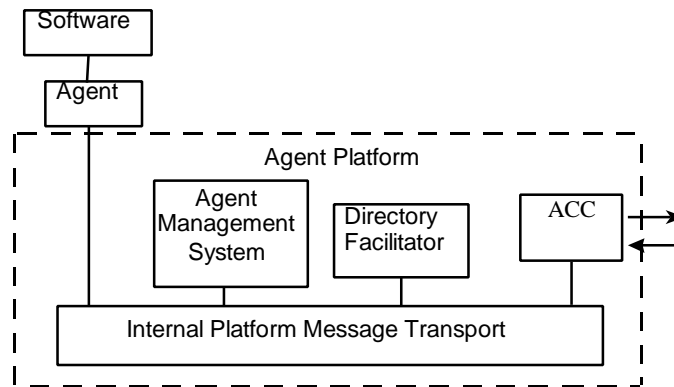 Software
Agent
Agent Platform
Agent
Management
System
Directory
Facilitator
ACC
Internal Platform Message Transport